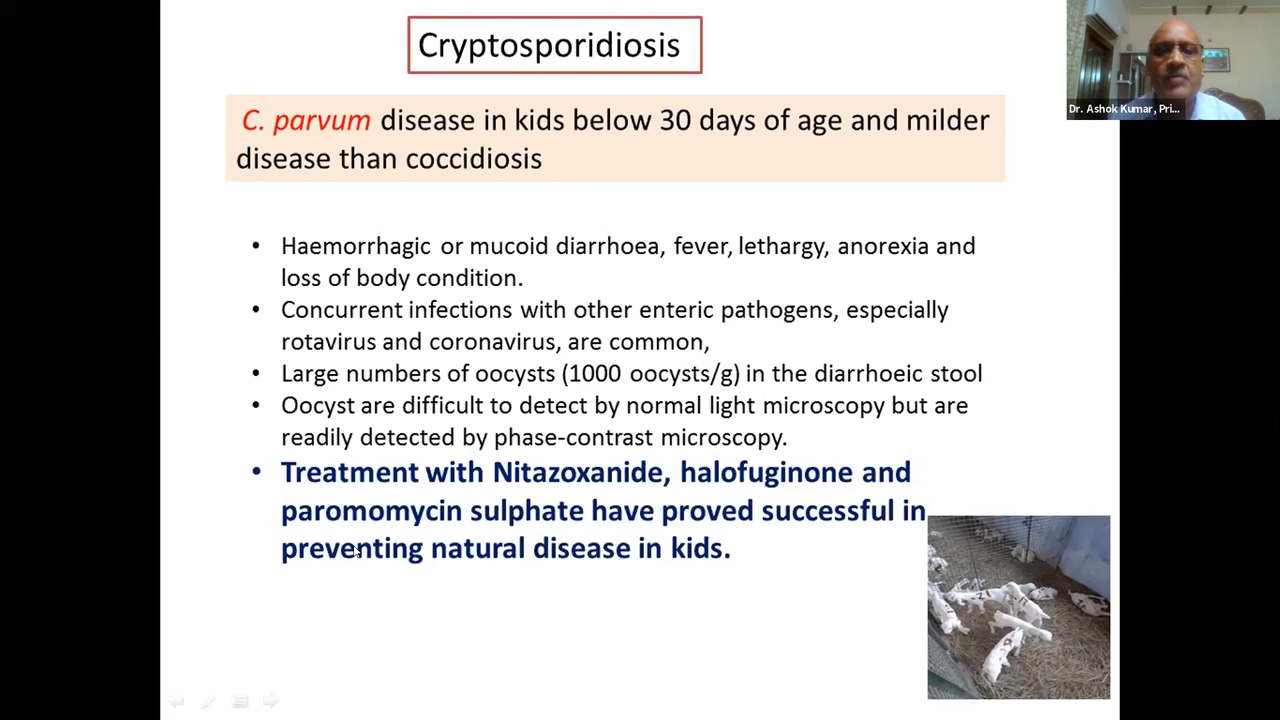 Cryptosporidiosis
Dr. Ashok Kumar, Pri...
C. parvum disease in kids below 30 days of age and milder
disease than coccidiosis
• Haemorrhagic or mucoid diarrhoea, fever, lethargy, anorexia and
loss of body condition.
• Concurrent infections with other enteric pathogens, especially
rotavirus and coronavirus, are common,
• Large numbers of oocysts (1000 oocysts/g) in the diarrhoeic stool
• Oocyst are difficult to detect by normal light microscopy but are
readily detected by phase-contrast microscopy.
• Treatment with Nitazoxanide, halofuginone and
paromomycin sulphate have proved successful in
preventing natural disease in kids.